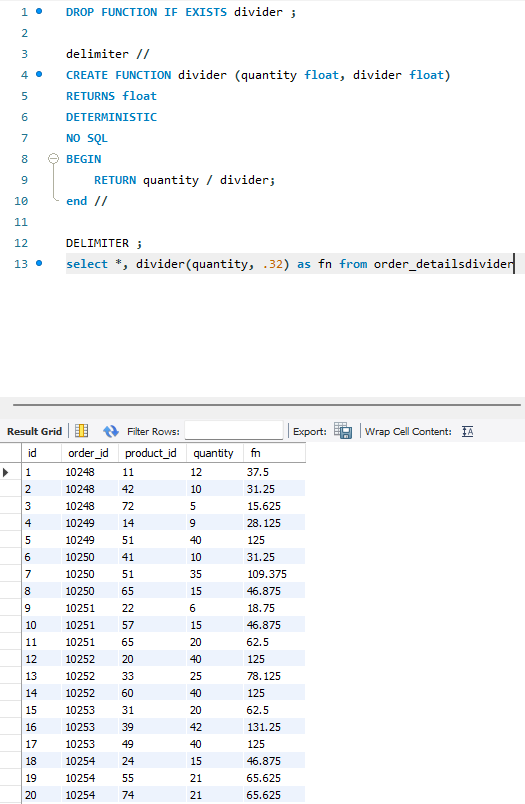 1 DROP FUNCTION IF EXISTS divider ;
2
3 delimiter //
4 CREATE FUNCTION divider (quantity float, divider float)
5 RETURNS float
6 DETERMINISTIC
7 NO SQL
8 BEGIN
9 RETURN quantity / divider;
10 end //
11
12 DELIMITER ;
13 select *, divider(quantity, .32) as fn from order_detailsdivider
Result Grid Filter Rows: Export: Wrap Cell Content: IA
id order_id product_id quantity fn
1 10248 11 12 37.5
2 10248 42 10 31.25
3 10248 72 5 15.625
4 10249 14 9 28.125
5 10249 51 40 125
6 10250 41 10 31.25
7 10250 51 35 109.375
8 10250 65 15 46.875
9 10251 22 6 18.75
10 10251 57 15 46.875
11 10251 65 20 62.5
12 10252 20 40 125
13 10252 33 25 78.125
14 10252 60 40 125
15 10253 31 20 62.5
16 10253 39 42 131.25
17 10253 49 40 125
18 10254 24 15 46.875
19 10254 55 21 65.625
20 10254 74 21 65.625